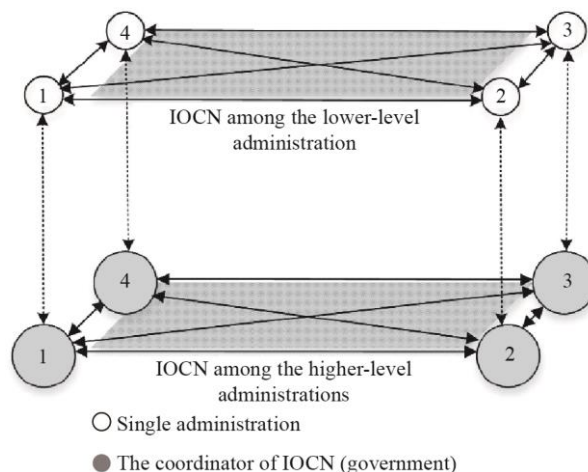 4
3
1
2
IOCN among the lower-level
administration
4
3
1
2
IOCN among the higher-level
administrations
Single administration
The coordinator of IOCN (government)